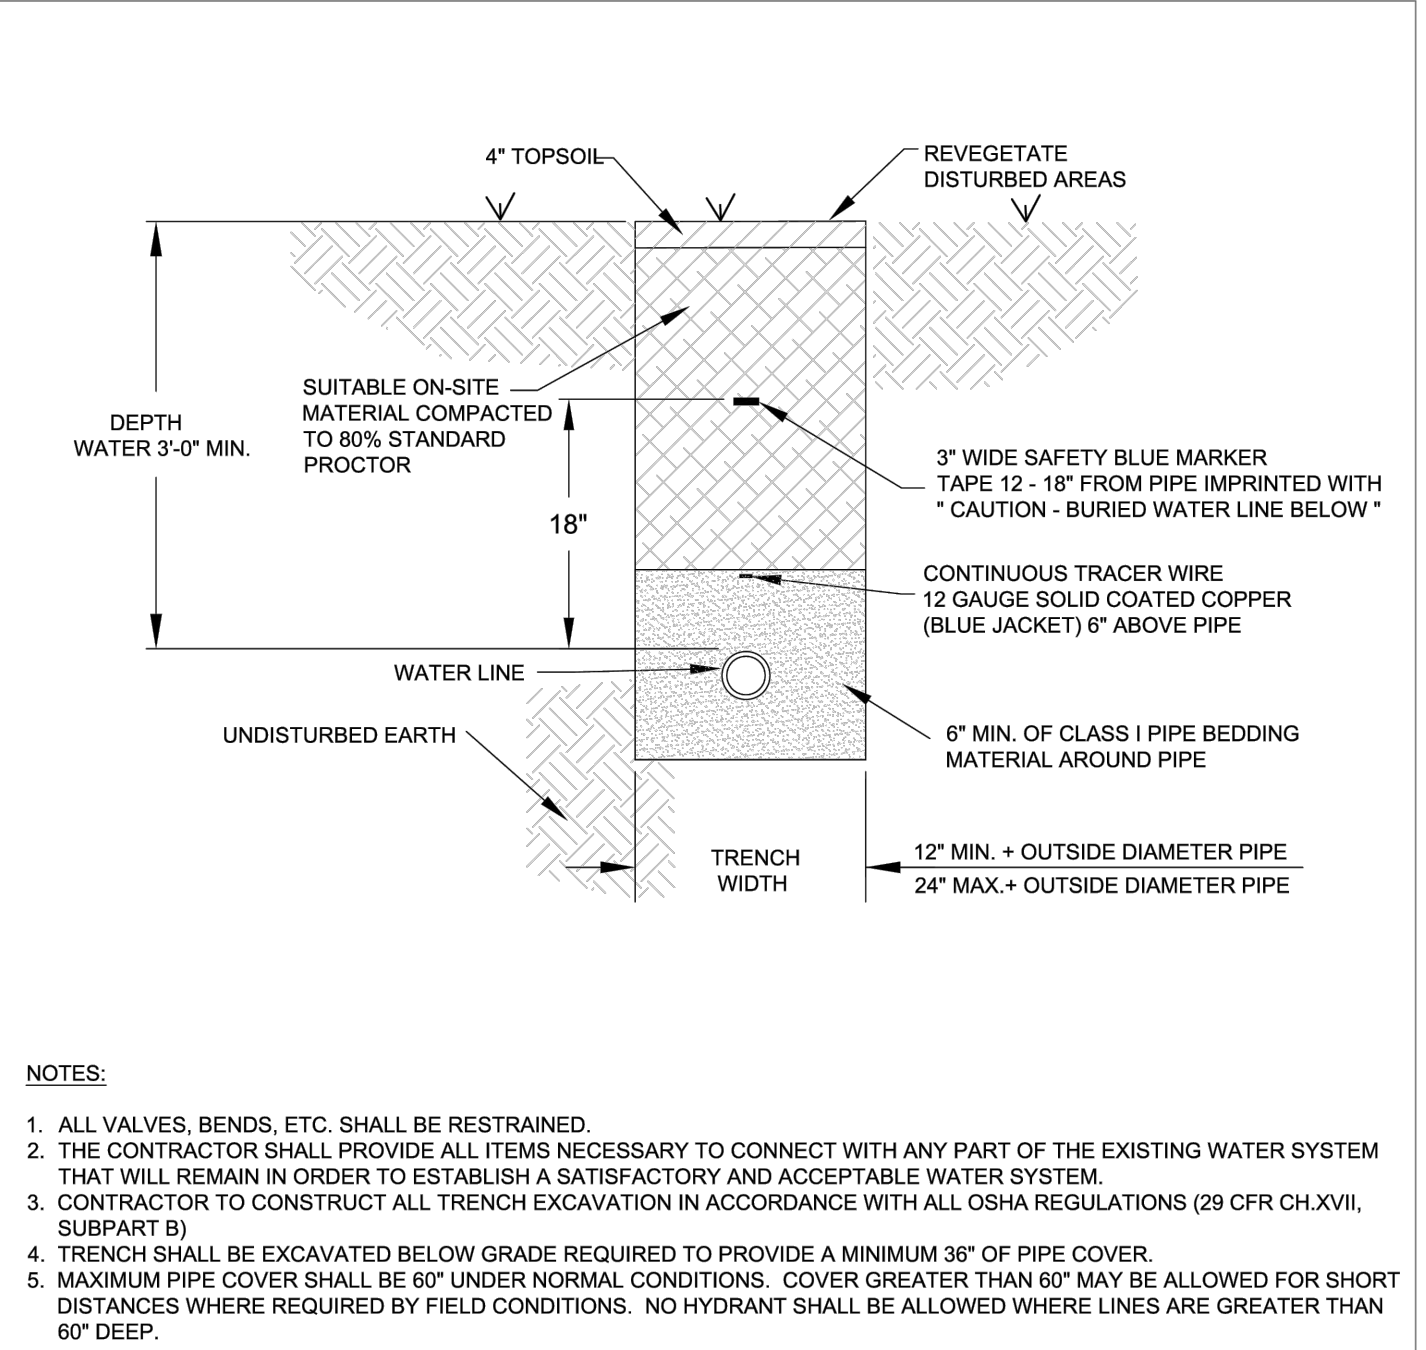 4" TOPSOIL
REVEGETATE
DISTURBED AREAS
SUITABLE ON-SITE
MATERIAL COMPACTED
TO 80% STANDARD
PROCTOR
DEPTH
WATER 3'-0" MIN.
18"
3" WIDE SAFETY BLUE MARKER
TAPE 12 - 18" FROM PIPE IMPRINTED WITH
" CAUTION - BURIED WATER LINE BELOW "
CONTINUOUS TRACER WIRE
12 GAUGE SOLID COATED COPPER
(BLUE JACKET) 6" ABOVE PIPE
WATER LINE
UNDISTURBED EARTH
6" MIN. OF CLASS I PIPE BEDDING
MATERIAL AROUND PIPE
TRENCH
WIDTH
12" MIN. + OUTSIDE DIAMETER PIPE
24" MAX.+ OUTSIDE DIAMETER PIPE
NOTES:
1. ALL VALVES, BENDS, ETC. SHALL BE RESTRAINED.
2. THE CONTRACTOR SHALL PROVIDE ALL ITEMS NECESSARY TO CONNECT WITH ANY PART OF THE EXISTING WATER SYSTEM
THAT WILL REMAIN IN ORDER TO ESTABLISH A SATISFACTORY AND ACCEPTABLE WATER SYSTEM.
3. CONTRACTOR TO CONSTRUCT ALL TRENCH EXCAVATION IN ACCORDANCE WITH ALL OSHA REGULATIONS (29 CFR CH.XVII,
SUBPART B)
4. TRENCH SHALL BE EXCAVATED BELOW GRADE REQUIRED TO PROVIDE A MINIMUM 36" OF PIPE COVER.
5. MAXIMUM PIPE COVER SHALL BE 60" UNDER NORMAL CONDITIONS. COVER GREATER THAN 60" MAY BE ALLOWED FOR SHORT
DISTANCES WHERE REQUIRED BY FIELD CONDITIONS. NO HYDRANT SHALL BE ALLOWED WHERE LINES ARE GREATER THAN
60" DEEP.